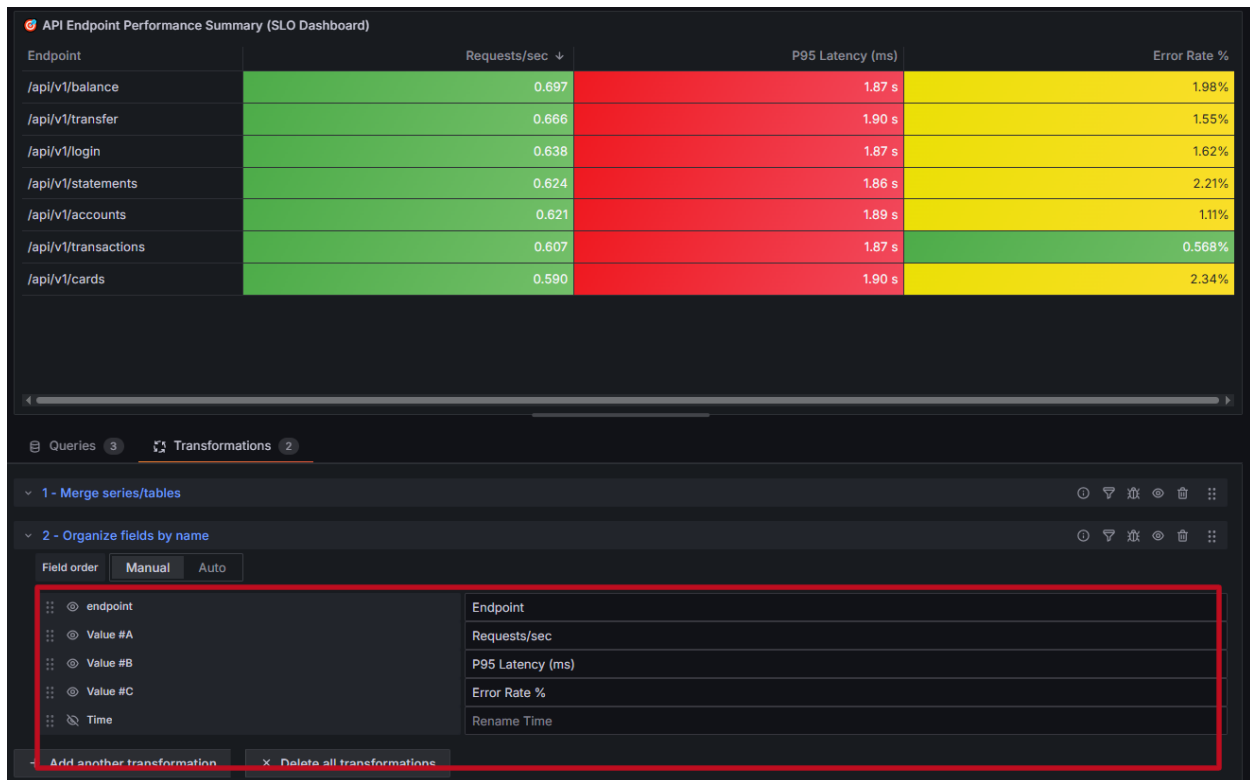 🎯 API Endpoint Performance Summary (SLO Dashboard)
Endpoint Requests/sec ↓ P95 Latency (ms) Error Rate %
/api/v1/balance 0.697 1.87 s 1.98%
/api/v1/transfer 0.666 1.90 s 1.55%
/api/v1/login 0.638 1.87 s 1.62%
/api/v1/statements 0.624 1.86 s 2.21%
/api/v1/accounts 0.621 1.89 s 1.11%
/api/v1/transactions 0.607 1.87 s 0.568%
/api/v1/cards 0.590 1.90 s 2.34%
Queries 3 Transformations 2
1 - Merge series/tables
2 - Organize fields by name
Field order Manual Auto
endpoint Endpoint
Value #A Requests/sec
Value #B P95 Latency (ms)
Value #C Error Rate %
Time Rename Time
+ Add another transformation × Delete all transformations